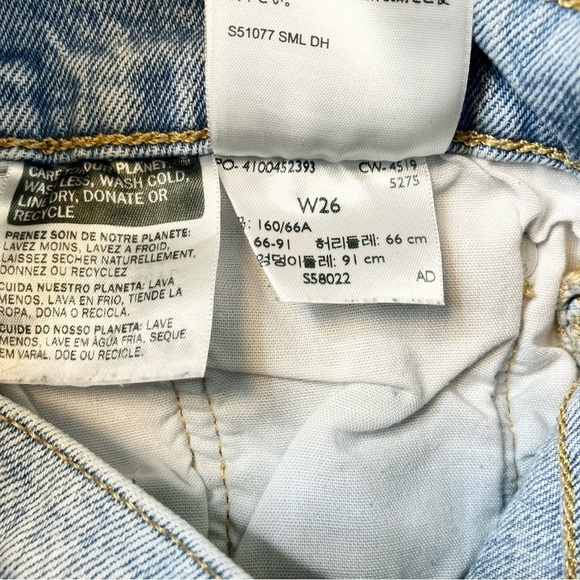 S51077 SML DH
CARE FOR OUR PLANET:
WASH LESS, WASH COLD,
LINE DRY, DONATE OR
RECYCLE
PRENEZ SOIN DE NOTRE PLANETE:
LAVEZ MOINS, LAVEZ A FROID,
LAISSEZ SECHER NATURELLEMENT,
DONNEZ OU RECYCLEZ
CUIDA NUESTRO PLANETA: LAVA
MENOS, LAVA EN FRIO, TIENDE LA
ROPA, DONA O RECICLA.
CUIDE DO NOSSO PLANETA: LAVE
MENOS, LAVE EM ÁGUA FRIA, SEQUE
EM VARAL. DOE OU RECICLE.
PO- 4100452393 CW- 4519
5275
W26
: 160/66A
66-91 허리둘레: 66 cm
엉덩이둘레: 91 cm
S58022 AD